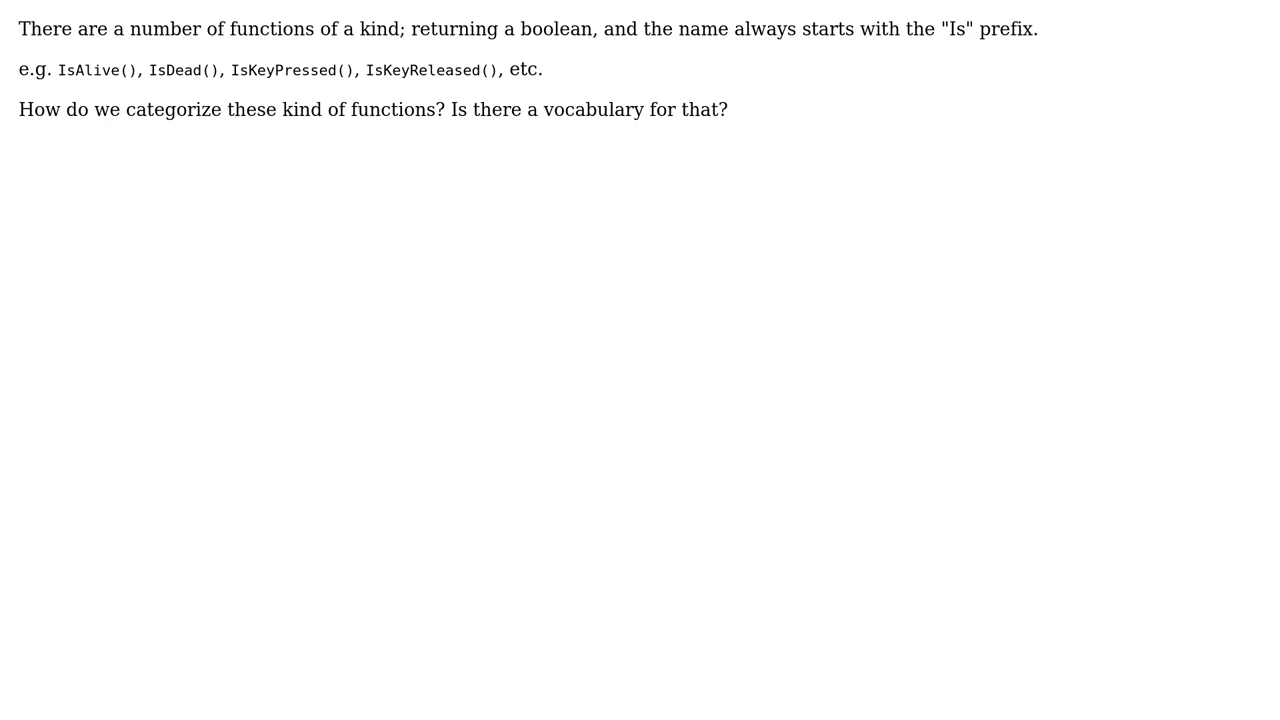 There are a number of functions of a kind; returning a boolean, and the name always starts with the "Is" prefix.
e.g. IsAlive(), IsDead(), IsKeyPressed(), IsKeyReleased(), etc.
How do we categorize these kind of functions? Is there a vocabulary for that?